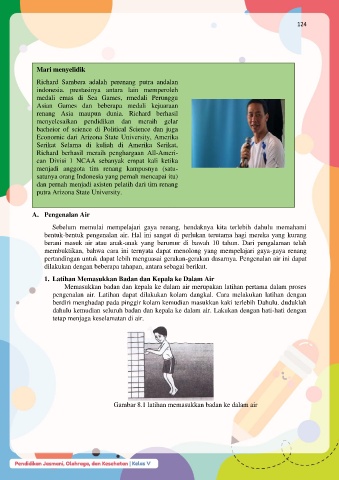 124
Mari menyelidik
Richard Sambera adalah perenang putra andalan
indonesia. prestasinya antara lain memperoleh
medali emas di Sea Games, rmedali Perunggu
Asian Games dan beberapa medali kejuaraan
renang Asia maupun dunia. Richard berhasil
menyelesaikan pendidikan dan meraih gelar
bachelor of science di Political Science dan juga
Economic dari Arizona State University, Amerika
Serikat Selama di kuliah di Amerika Serikat,
Richard berhasil meraih penghargaan All-Ameri-
can Divisi 1 NCAA sebanyak empat kali ketika
menjadi anggota tim renang kampusnya (satu-
satunya orang Indonesia yang pernah mencapai itu)
dan pernah menjadi asisten pelatih dari tim renang
putra Arizona State University.
A. Pengenalan Air
Sebelum memulai mempelajari gaya renang, hendaknya kita terlebih dahulu memahami
bentuk-bentuk pengenalan air. Hal ini sangat di perlukan terutama bagi mereka yang kurang
berani masuk air atau anak-anak yang berumur di bawah 10 tahun. Dari pengalaman telah
membuktikan, bahwa cara ini ternyata dapat menolong yang mempelajari gaya-gaya renang
pertandingan untuk dapat lebih menguasai gerakan-gerakan dasarnya. Pengenalan air ini dapat
dilakukan dengan beberapa tahapan, antara sebagai berikut.
1. Latihan Memasukkan Badan dan Kepala ke Dalam Air
Memasukkan badan dan kepala ke dalam air merupakan latihan pertama dalam proses
pengenalan air. Latihan dapat dilakukan kolam dangkal. Cara melakukan latihan dengan
berdiri menghadap pada pinggir kolam kemudian masukkan kaki terlebih Dahulu. duduklah
dahulu kemudian seluruh badan dan kepala ke dalam air. Lakukan dengan hati-hati dengan
tetap menjaga keselamatan di air.
Gambar 8.1 latihan memasukkan badan ke dalam air
Pendidikan Jasmani, Olahraga, dan Kesehatan | Kelas V